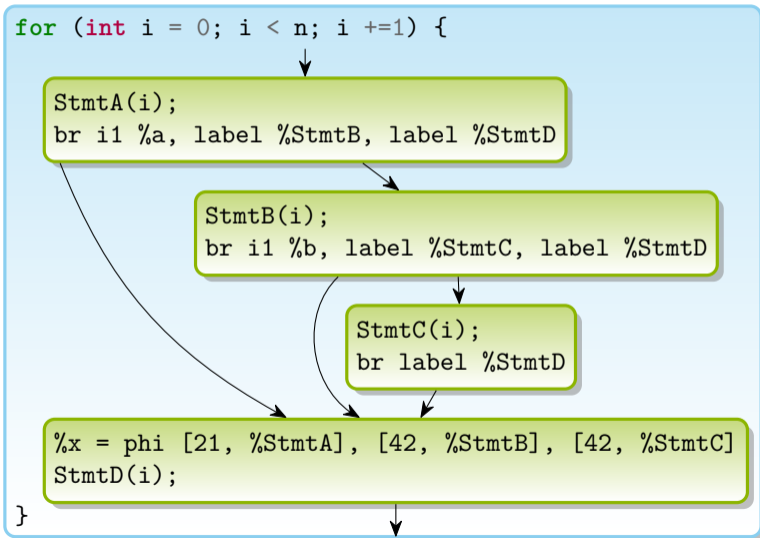 for (int i = 0; i < n; i +=1) {
StmtA(i);
br i1 %a, label %StmtB, label %StmtD
StmtB(i);
br i1 %b, label %StmtC, label %StmtD
StmtC(i);
br label %StmtD
%x = phi [21, %StmtA], [42, %StmtB], [42, %StmtC]
StmtD(i);
}